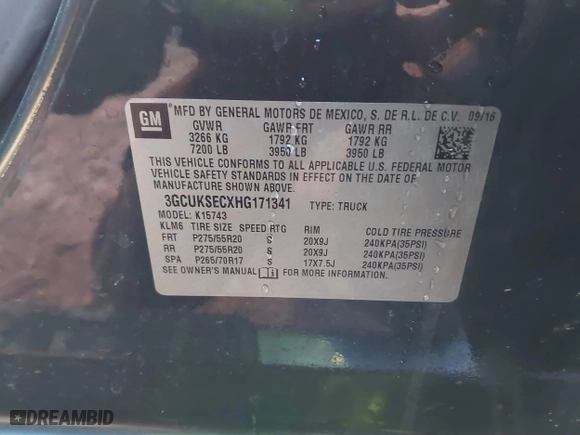 GM
MFD BY GENERAL MOTORS DE MEXICO, S. DE R.L. DE C.V. 09/16
GVWR GAWR FRT GAWR RR
3266 KG 1792 KG 1792 KG
7200 LB 3950 LB 3950 LB
THIS VEHICLE CONFORMS TO ALL APPLICABLE U.S. FEDERAL MOTOR
VEHICLE SAFETY STANDARDS IN EFFECT ON THE DATE OF
MANUFACTURE SHOWN ABOVE.
3GCUKSECXHG171341 TYPE: TRUCK
MODEL: K15743
KLM6 TIRE SIZE SPEED RTG RIM COLD TIRE PRESSURE
FRT P275/55R20 S 20X9J 240KPA(35PSI)
RR P275/55R20 S 20X9J 240KPA(35PSI)
SPA P265/70R17 S 17X7.5J 240KPA(35PSI)
SEE OWNER'S MANUAL FOR MORE INFORMATION.
DREAMBID